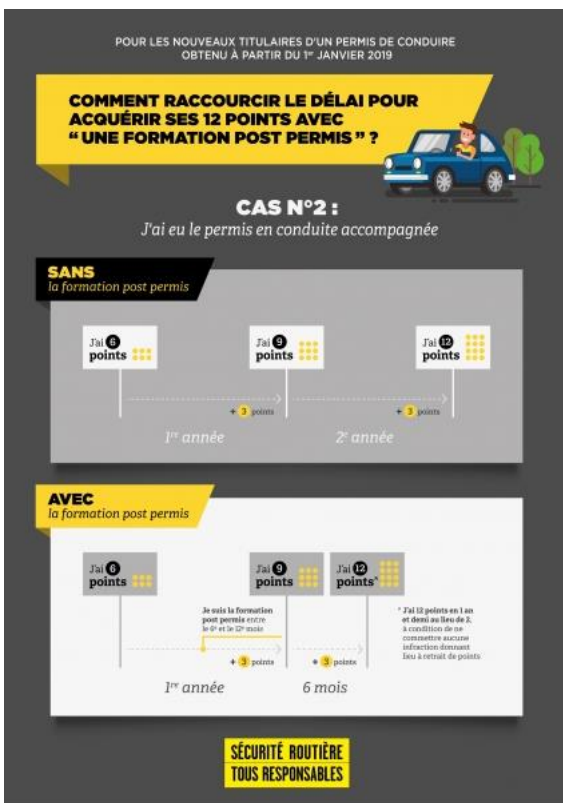 POUR LES NOUVEAUX TITULAIRES D'UN PERMIS DE CONDUIRE
OBTENU À PARTIR DU 1er JANVIER 2019
COMMENT RACCOURCIR LE DÉLAI POUR
ACQUÉRIR SES 12 POINTS AVEC
“ UNE FORMATION POST PERMIS ” ?
CAS N°2 :
J'ai eu le permis en conduite accompagnée
SANS
la formation post permis
J'ai 6
points
J'ai 9
points
J'ai 12
points
+ 3 points
+ 3 points
1re année
2e année
AVEC
la formation post permis
J'ai 6
points
J'ai 9
points
J'ai 12
points*
Je suis la formation
post permis entre
le 6e et le 12e mois
* J'ai 12 points en 1 an
et demi au lieu de 2,
à condition de ne
commettre aucune
infraction donnant
lieu à retrait de points
+ 3 points
+ 3 points
1re année
6 mois
SÉCURITÉ ROUTIÈRE
TOUS RESPONSABLES